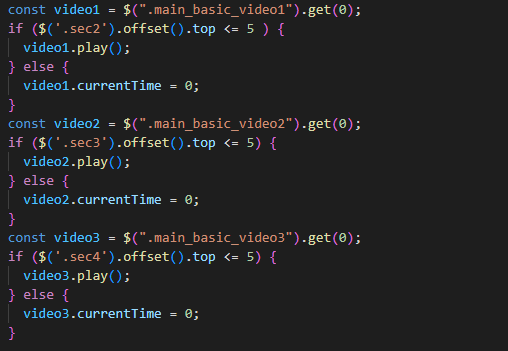 const video1 = $(".main_basic_video1").get(0);
if ($('.sec2').offset().top <= 5 ) {
  video1.play();
} else {
  video1.currentTime = 0;
}
const video2 = $(".main_basic_video2").get(0);
if ($('.sec3').offset().top <= 5) {
  video2.play();
} else {
  video2.currentTime = 0;
}
const video3 = $(".main_basic_video3").get(0);
if ($('.sec4').offset().top <= 5) {
  video3.play();
} else {
  video3.currentTime = 0;
}